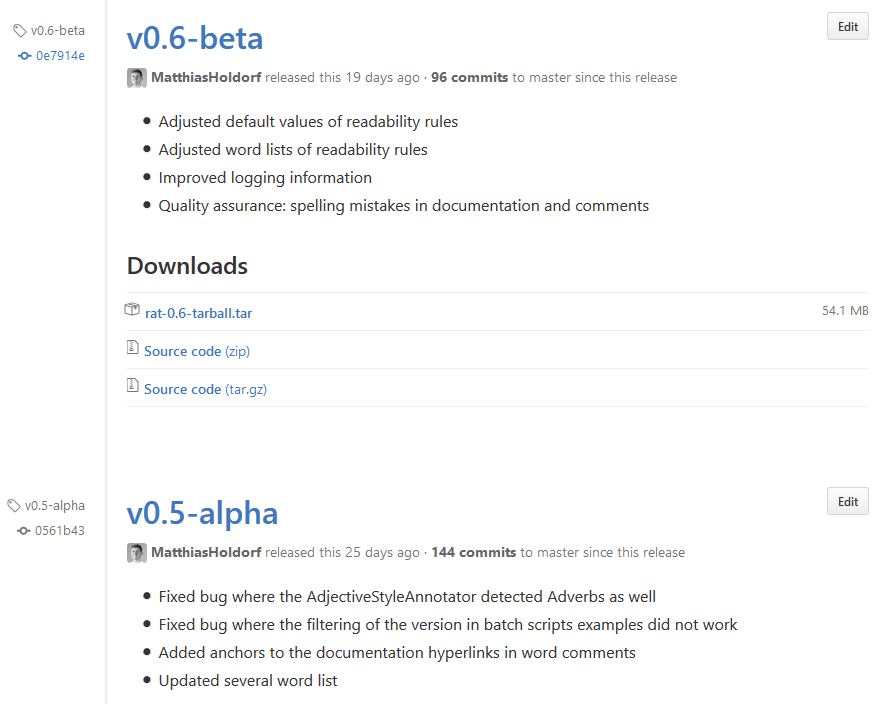 v0.6-beta
0e7914e
v0.6-beta
Edit
MatthiasHoldorf released this 19 days ago · 96 commits to master since this release
• Adjusted default values of readability rules
• Adjusted word lists of readability rules
• Improved logging information
• Quality assurance: spelling mistakes in documentation and comments
Downloads
rat-0.6-tarball.tar 54.1 MB
Source code (zip)
Source code (tar.gz)
v0.5-alpha
0561b43
v0.5-alpha
Edit
MatthiasHoldorf released this 25 days ago · 144 commits to master since this release
• Fixed bug where the AdjectiveStyleAnnotator detected Adverbs as well
• Fixed bug where the filtering of the version in batch scripts examples did not work
• Added anchors to the documentation hyperlinks in word comments
• Updated several word list